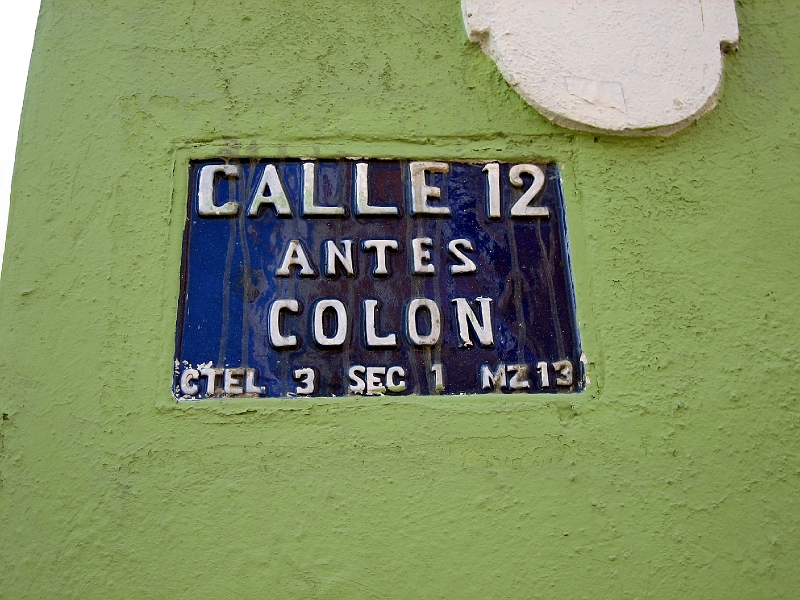 CALLE 12
ANTES
COLON
CTEL. 3 SEC 1 MZ 13